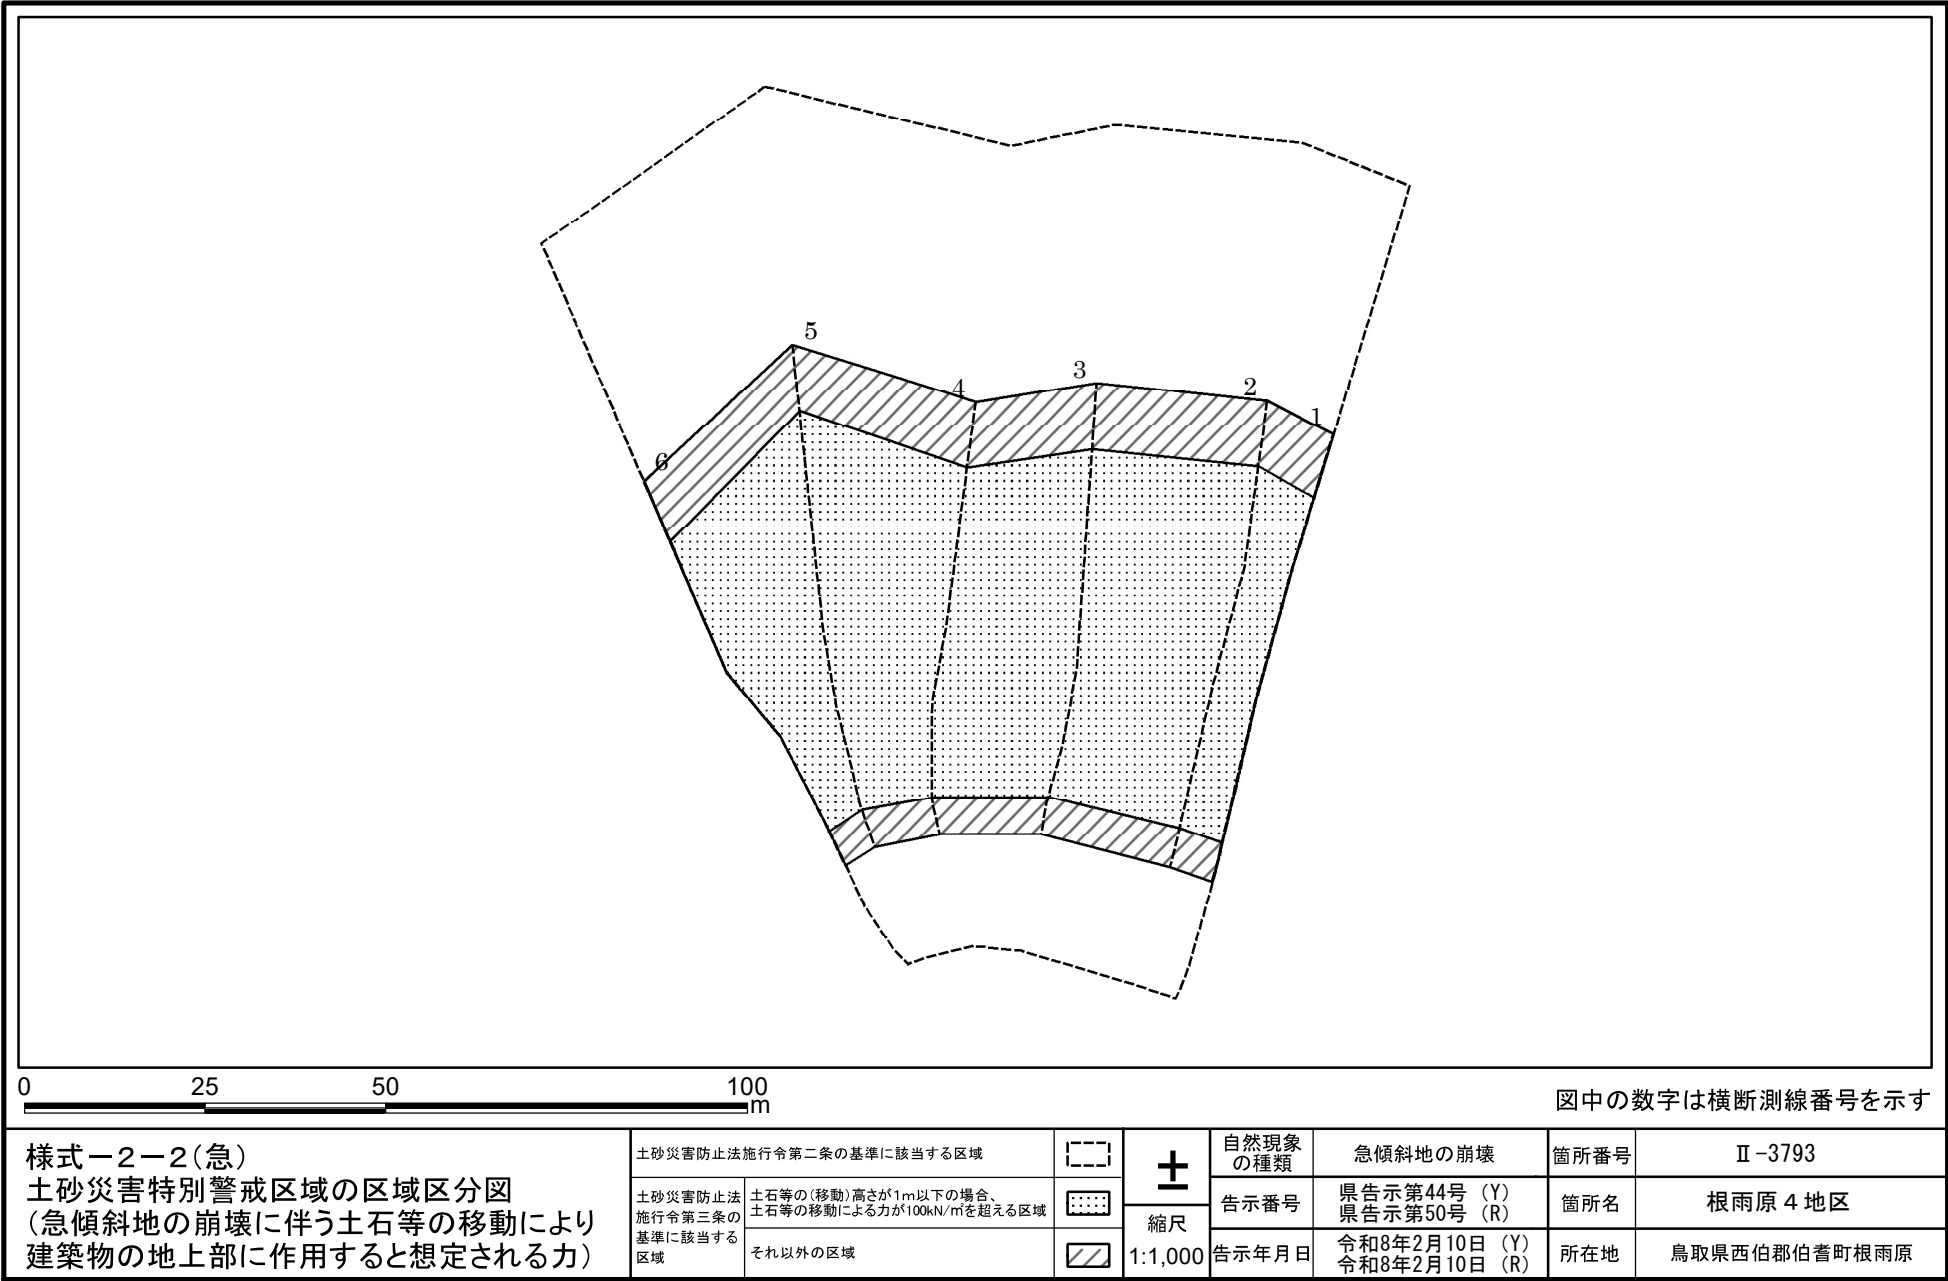 5
4
3
2
1
6
0 25 50 100
m
図中の数字は横断測線番号を示す
様式－2－2（急）
土砂災害特別警戒区域の区域区分図
（急傾斜地の崩壊に伴う土石等の移動により
建築物の地上部に作用すると想定される力）
土砂災害防止法施行令第二条の基準に該当する区域
土砂災害防止法
施行令第三条の
基準に該当する
区域
土石等の（移動）高さが1m以下の場合、
土石等の移動による力が100kN/㎡を超える区域
それ以外の区域
縮尺
1:1,000
自然現象
の種類
急傾斜地の崩壊
箇所番号
Ⅱ-3793
告示番号
県告示第44号（Y）
県告示第50号（R）
箇所名
根雨原４地区
告示年月日
令和8年2月10日（Y）
令和8年2月10日（R）
所在地
鳥取県西伯郡伯耆町根雨原